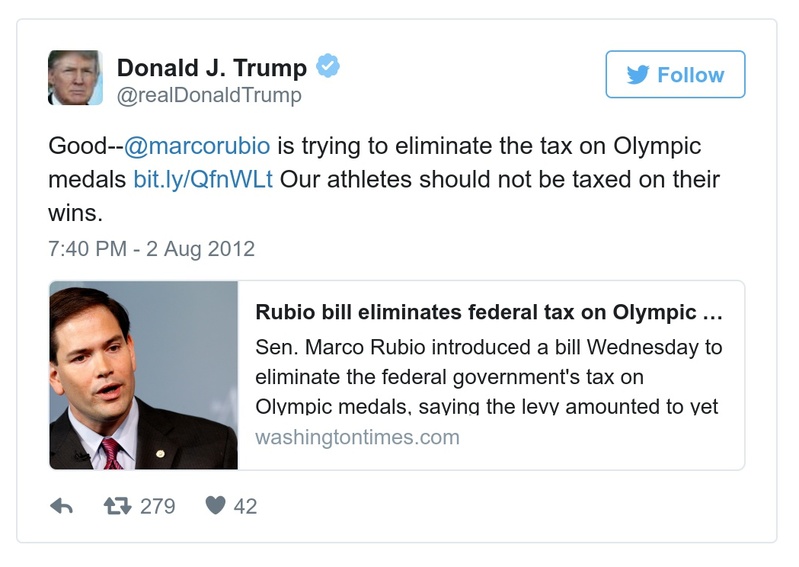 Donald J. Trump
@realDonaldTrump
Follow
Good--@marcorubio is trying to eliminate the tax on Olympic
medals bit.ly/QfnWLt Our athletes should not be taxed on their
wins.
7:40 PM - 2 Aug 2012
Rubio bill eliminates federal tax on Olympic …
Sen. Marco Rubio introduced a bill Wednesday to
eliminate the federal government's tax on
Olympic medals, saying the levy amounted to yet
washingtontimes.com
279
42